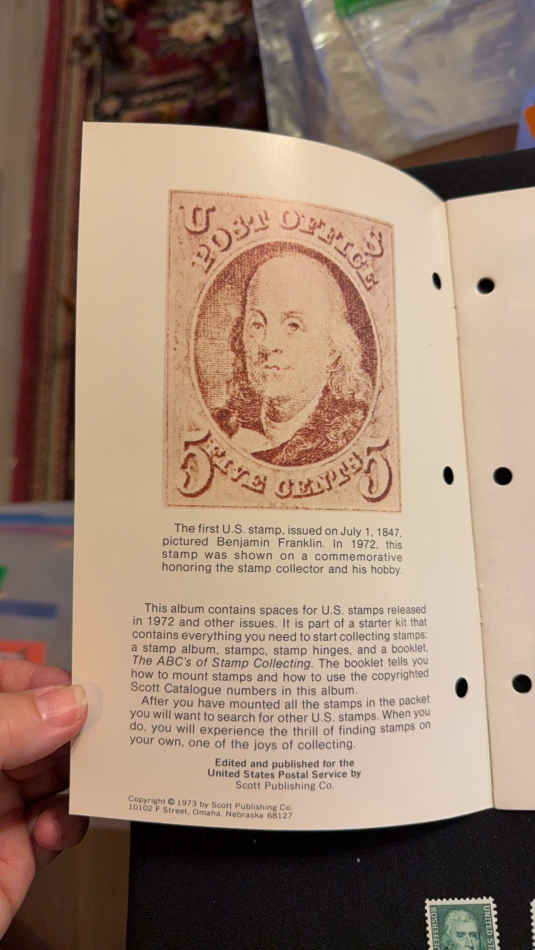 U S
POST OFFICE
FIVE CENTS
5 5
The first U.S. stamp, issued on July 1, 1847,
pictured Benjamin Franklin. In 1972, this
stamp was shown on a commemorative
honoring the stamp collector and his hobby.
This album contains spaces for U.S. stamps released
in 1972 and other issues. It is part of a starter kit that
contains everything you need to start collecting stamps:
a stamp album, stamps, stamp hinges, and a booklet,
The ABC's of Stamp Collecting. The booklet tells you
how to mount stamps and how to use the copyrighted
Scott Catalogue numbers in this album.
After you have mounted all the stamps in the packet
you will want to search for other U.S. stamps. When you
do, you will experience the thrill of finding stamps on
your own, one of the joys of collecting.
Edited and published for the
United States Postal Service by
Scott Publishing Co.
Copyright © 1973 by Scott Publishing Co.
10102 F Street, Omaha, Nebraska 68127
JEFFERSON
UNITED ST